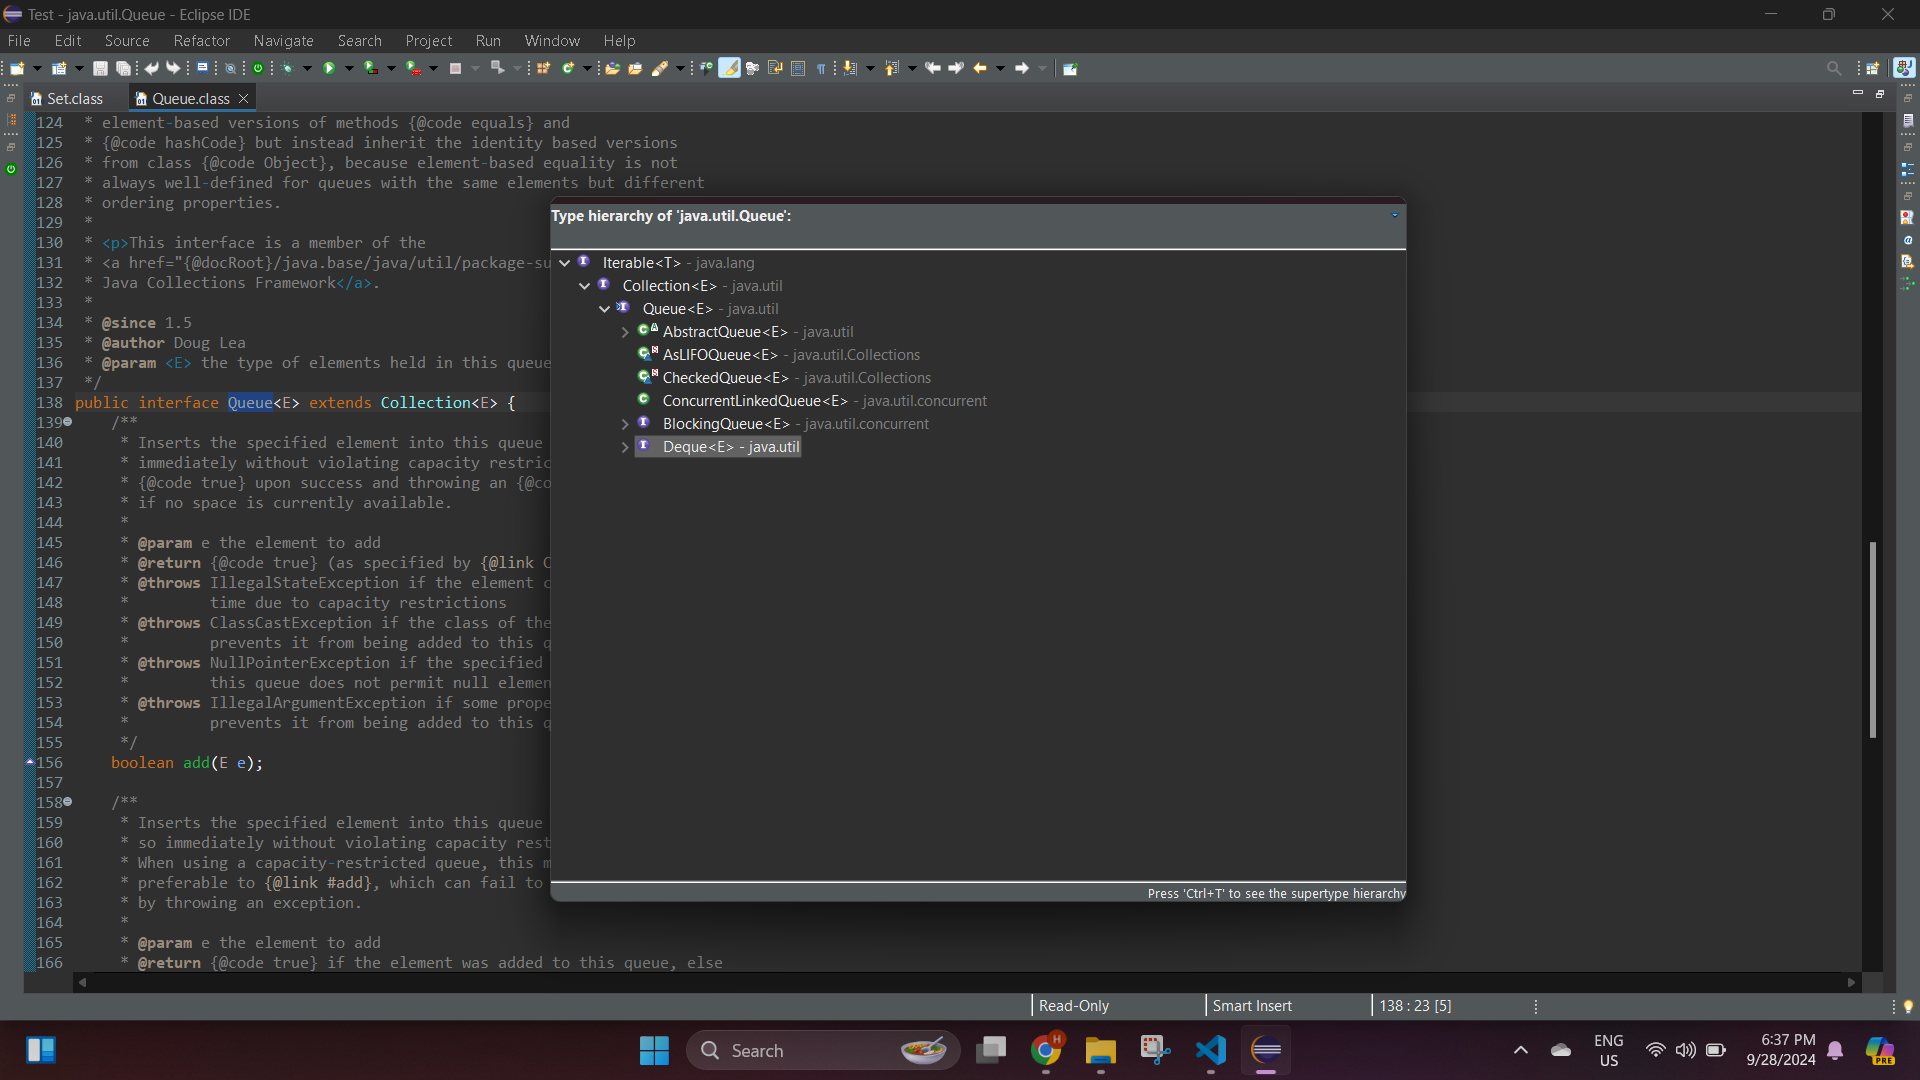 Test - java.util.Queue - Eclipse IDE
File Edit Source Refactor Navigate Search Project Run Window Help
Set.class Queue.class
124 * element-based versions of methods {@code equals} and
125 * {@code hashCode} but instead inherit the identity based versions
126 * from class {@code Object}, because element-based equality is not
127 * always well-defined for queues with the same elements but different
128 * ordering properties.
129 *
130 * <p>This interface is a member of the
131 * <a href="{@docRoot}/java.base/java/util/package-su
132 * Java Collections Framework</a>.
133 *
134 * @since 1.5
135 * @author Doug Lea
136 * @param <E> the type of elements held in this queue
137 */
138 public interface Queue<E> extends Collection<E> {
139 /**
140 * Inserts the specified element into this queue
141 * immediately without violating capacity restric
142 * {@code true} upon success and throwing an {@co
143 * if no space is currently available.
144 *
145 * @param e the element to add
146 * @return {@code true} (as specified by {@link C
147 * @throws IllegalStateException if the element c
148 * time due to capacity restrictions
149 * @throws ClassCastException if the class of the
150 * prevents it from being added to this q
151 * @throws NullPointerException if the specified
152 * this queue does not permit null elemen
153 * @throws IllegalArgumentException if some prope
154 * prevents it from being added to this q
155 */
156 boolean add(E e);
157
158 /**
159 * Inserts the specified element into this queue
160 * so immediately without violating capacity rest
161 * When using a capacity-restricted queue, this m
162 * preferable to {@link #add}, which can fail to
163 * by throwing an exception.
164 *
165 * @param e the element to add
166 * @return {@code true} if the element was added to this queue, else
Type hierarchy of 'java.util.Queue':
Iterable<T> - java.lang
Collection<E> - java.util
Queue<E> - java.util
AbstractQueue<E> - java.util
AsLIFOQueue<E> - java.util.Collections
CheckedQueue<E> - java.util.Collections
ConcurrentLinkedQueue<E> - java.util.concurrent
BlockingQueue<E> - java.util.concurrent
Deque<E> - java.util
Press 'Ctrl+T' to see the supertype hierarchy
Read-Only Smart Insert 138 : 23 [5]
Search
ENG
US
6:37 PM
9/28/2024
PRE